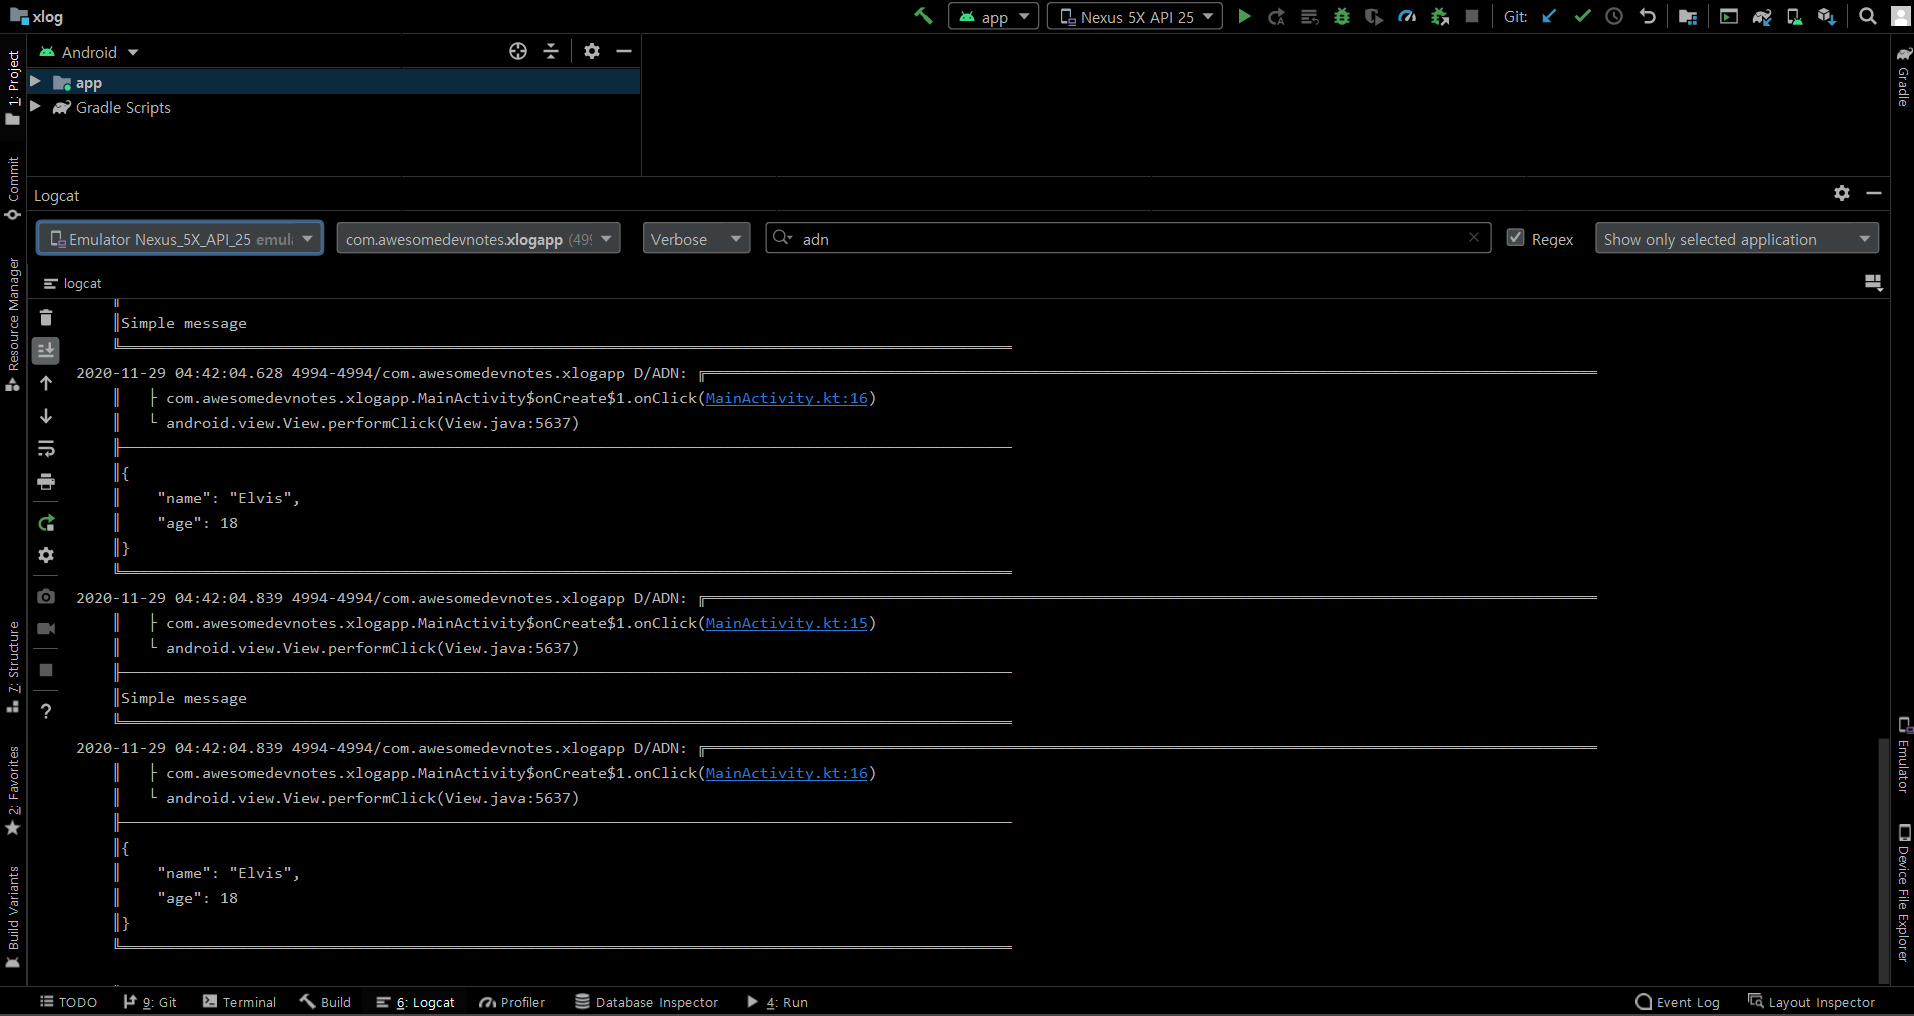 xlog
app
Nexus 5X API 25
Git:
Android
app
Gradle Scripts
1: Project
Commit
Resource Manager
7: Structure
2: Favorites
Build Variants
Gradle
Emulator
Device File Explorer
Logcat
Emulator Nexus_5X_API_25 emul
com.awesomedevnotes.xlogapp (499
Verbose
adn
Regex
Show only selected application
logcat
║Simple message
╚═══════════════════════════════════════════════════════════════════════════════════════════════════
2020-11-29 04:42:04.628 4994-4994/com.awesomedevnotes.xlogapp D/ADN: ╔═══════════════════════════════════════════════════════════════════════════════════════════════════
║   ├ com.awesomedevnotes.xlogapp.MainActivity$onCreate$1.onClick(MainActivity.kt:16)
║   └ android.view.View.performClick(View.java:5637)
╟───────────────────────────────────────────────────────────────────────────────────────────────────
║{
║    "name": "Elvis",
║    "age": 18
║}
╚═══════════════════════════════════════════════════════════════════════════════════════════════════
2020-11-29 04:42:04.839 4994-4994/com.awesomedevnotes.xlogapp D/ADN: ╔═══════════════════════════════════════════════════════════════════════════════════════════════════
║   ├ com.awesomedevnotes.xlogapp.MainActivity$onCreate$1.onClick(MainActivity.kt:15)
║   └ android.view.View.performClick(View.java:5637)
╟───────────────────────────────────────────────────────────────────────────────────────────────────
║Simple message
╚═══════════════════════════════════════════════════════════════════════════════════════════════════
2020-11-29 04:42:04.839 4994-4994/com.awesomedevnotes.xlogapp D/ADN: ╔═══════════════════════════════════════════════════════════════════════════════════════════════════
║   ├ com.awesomedevnotes.xlogapp.MainActivity$onCreate$1.onClick(MainActivity.kt:16)
║   └ android.view.View.performClick(View.java:5637)
╟───────────────────────────────────────────────────────────────────────────────────────────────────
║{
║    "name": "Elvis",
║    "age": 18
║}
╚═══════════════════════════════════════════════════════════════════════════════════════════════════
TODO
9: Git
Terminal
Build
6: Logcat
Profiler
Database Inspector
4: Run
Event Log
Layout Inspector